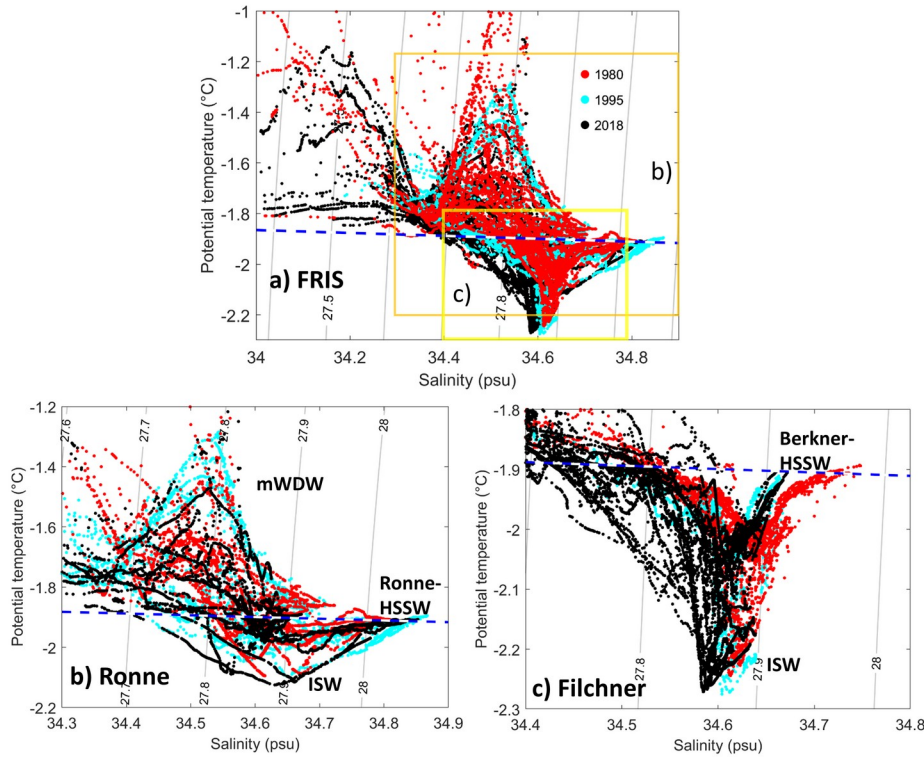 -1
-1.2
-1.4
-1.6
-1.8
-2
-2.2
Potential temperature (°C)
1980
1995
2018
b)
a) FRIS
c)
27.5
27.8
34
34.2
34.4
34.6
34.8
Salinity (psu)
-1.2
-1.4
-1.6
-1.8
-2
-2.2
Potential temperature (°C)
27.6
27.7
27.8
27.9
28
mWDW
Ronne-
HSSW
ISW
b) Ronne
27.8
27.9
28
34.3
34.4
34.5
34.6
34.7
34.8
34.9
Salinity (psu)
-1.8
-1.9
-2
-2.1
-2.2
-2.3
Potential temperature (°C)
Berkner-
HSSW
ISW
c) Filchner
27.8
27.9
28
34.4
34.5
34.6
34.7
34.8
Salinity (psu)